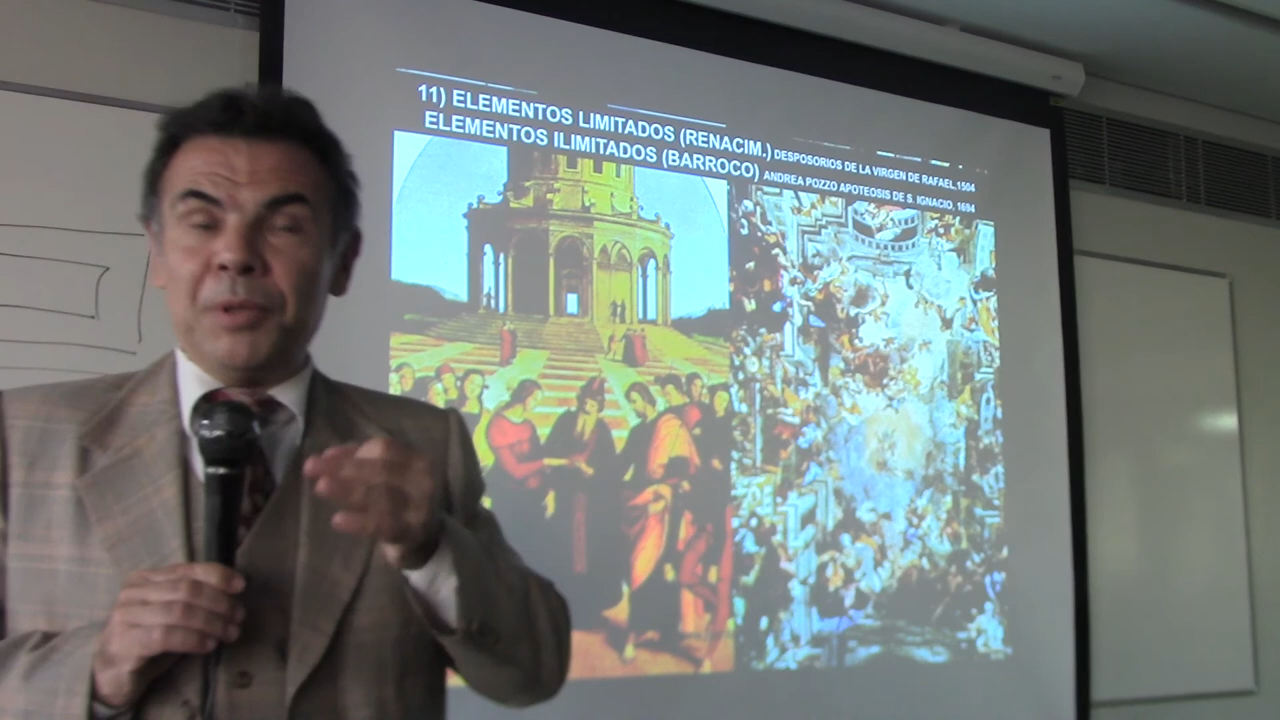 11) ELEMENTOS LIMITADOS (RENACIM.) DESPOSORIOS DE LA VIRGEN DE RAFAEL,1504
ELEMENTOS ILIMITADOS (BARROCO) ANDREA POZZO APOTEOSIS DE S. IGNACIO, 1694